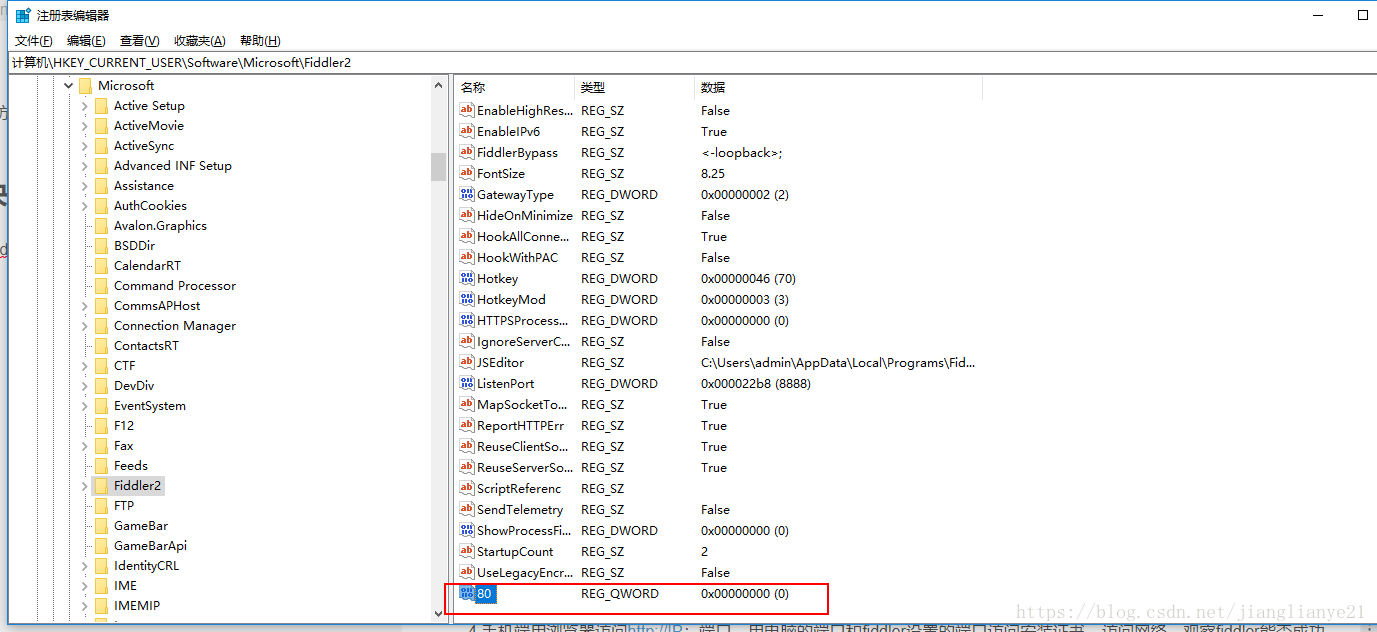 注册表编辑器
文件(F) 编辑(E) 查看(V) 收藏夹(A) 帮助(H)
计算机\HKEY_CURRENT_USER\Software\Microsoft\Fiddler2
Microsoft
Active Setup
ActiveMovie
ActiveSync
Advanced INF Setup
Assistance
AuthCookies
Avalon.Graphics
BSDDir
CalendarRT
Command Processor
CommsAPHost
Connection Manager
ContactsRT
CTF
DevDiv
EventSystem
F12
Fax
Feeds
Fiddler2
FTP
GameBar
GameBarApi
IdentityCRL
IME
IMEMIP
名称 类型 数据
EnableHighRes... REG_SZ False
EnableIPv6 REG_SZ True
FiddlerBypass REG_SZ <-loopback>;
FontSize REG_SZ 8.25
GatewayType REG_DWORD 0x00000002 (2)
HideOnMinimize REG_SZ False
HookAllConne... REG_SZ True
HookWithPAC REG_SZ False
Hotkey REG_DWORD 0x00000046 (70)
HotkeyMod REG_DWORD 0x00000003 (3)
HTTPSProcess... REG_DWORD 0x00000000 (0)
IgnoreServerC... REG_SZ False
JSEditor REG_SZ C:\Users\admin\AppData\Local\Programs\Fid...
ListenPort REG_DWORD 0x000022b8 (8888)
MapSocketTo... REG_SZ True
ReportHTTPErr REG_SZ True
ReuseClientSo... REG_SZ True
ReuseServerSo... REG_SZ True
ScriptReferenc REG_SZ
SendTelemetry REG_SZ False
ShowProcessFi... REG_DWORD 0x00000000 (0)
StartupCount REG_SZ 2
UseLegacyEncr... REG_SZ False
80 REG_QWORD 0x00000000 (0)
https://blog.csdn.net/jianglianye21
4.手机端用浏览器访问http://IP：端口，用电脑的端口和fiddler设置的端口访问安装证书，访问网络，观察fiddler能否成功